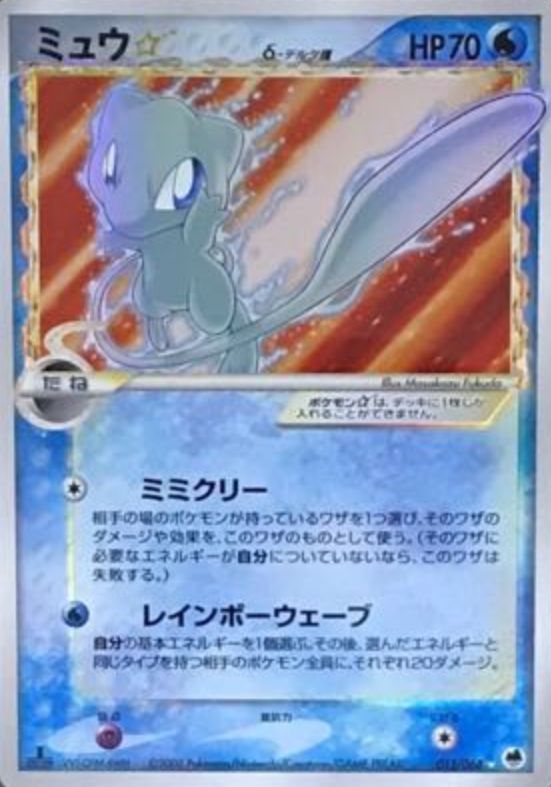 ミュウ☆
δ-デルタ種
HP70
たね
Illus. Masakazu Fukuda
ポケモン☆は、デッキに1枚しか
入れることができません。
ミミクリー
相手の場のポケモンが持っているワザを1つ選び、そのワザの
ダメージや効果を、このワザのものとして使う。(そのワザに
必要なエネルギーが自分についていないなら、このワザは
失敗する。)
レインボーウェーブ
自分の基本エネルギーを1個選ぶ。その後、選んだエネルギーと
同じタイプを持つ相手のポケモン全員に、それぞれ20ダメージ。
弱点
抵抗力